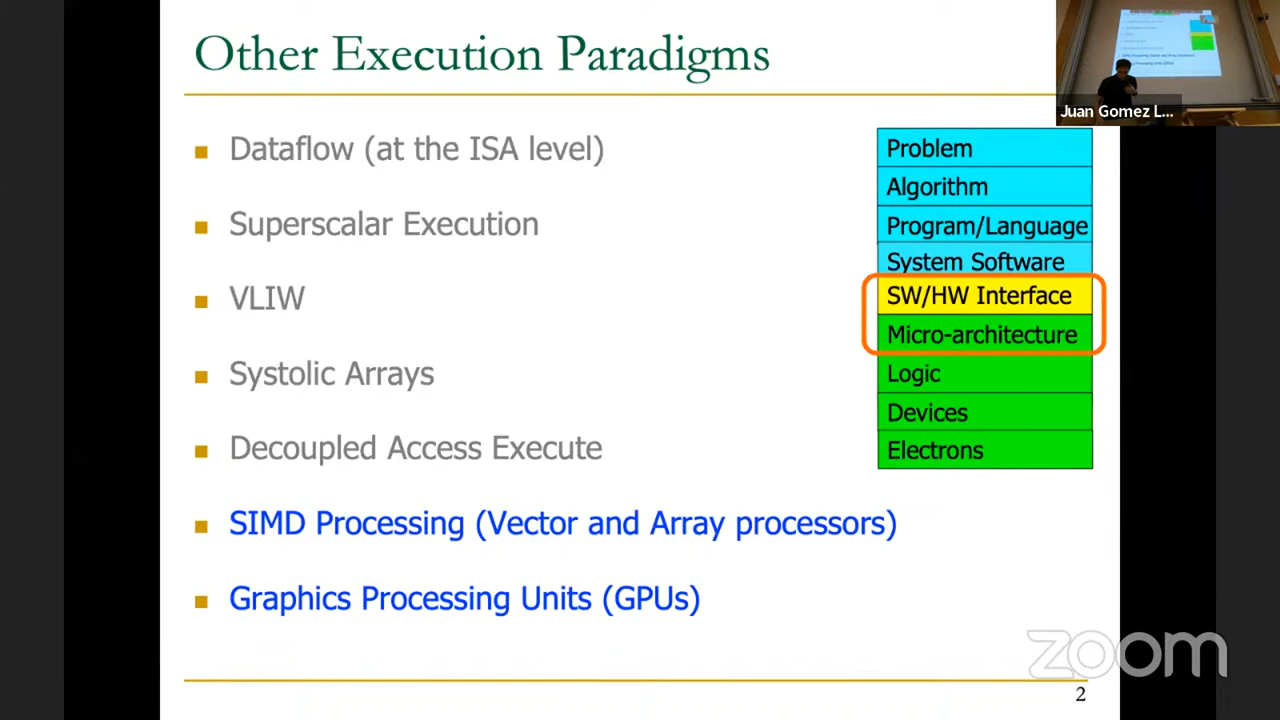 Other Execution Paradigms
Juan Gomez L...
Dataflow (at the ISA level)
Superscalar Execution
VLIW
Systolic Arrays
Decoupled Access Execute
SIMD Processing (Vector and Array processors)
Graphics Processing Units (GPUs)
Problem
Algorithm
Program/Language
System Software
SW/HW Interface
Micro-architecture
Logic
Devices
Electrons
zoom
2